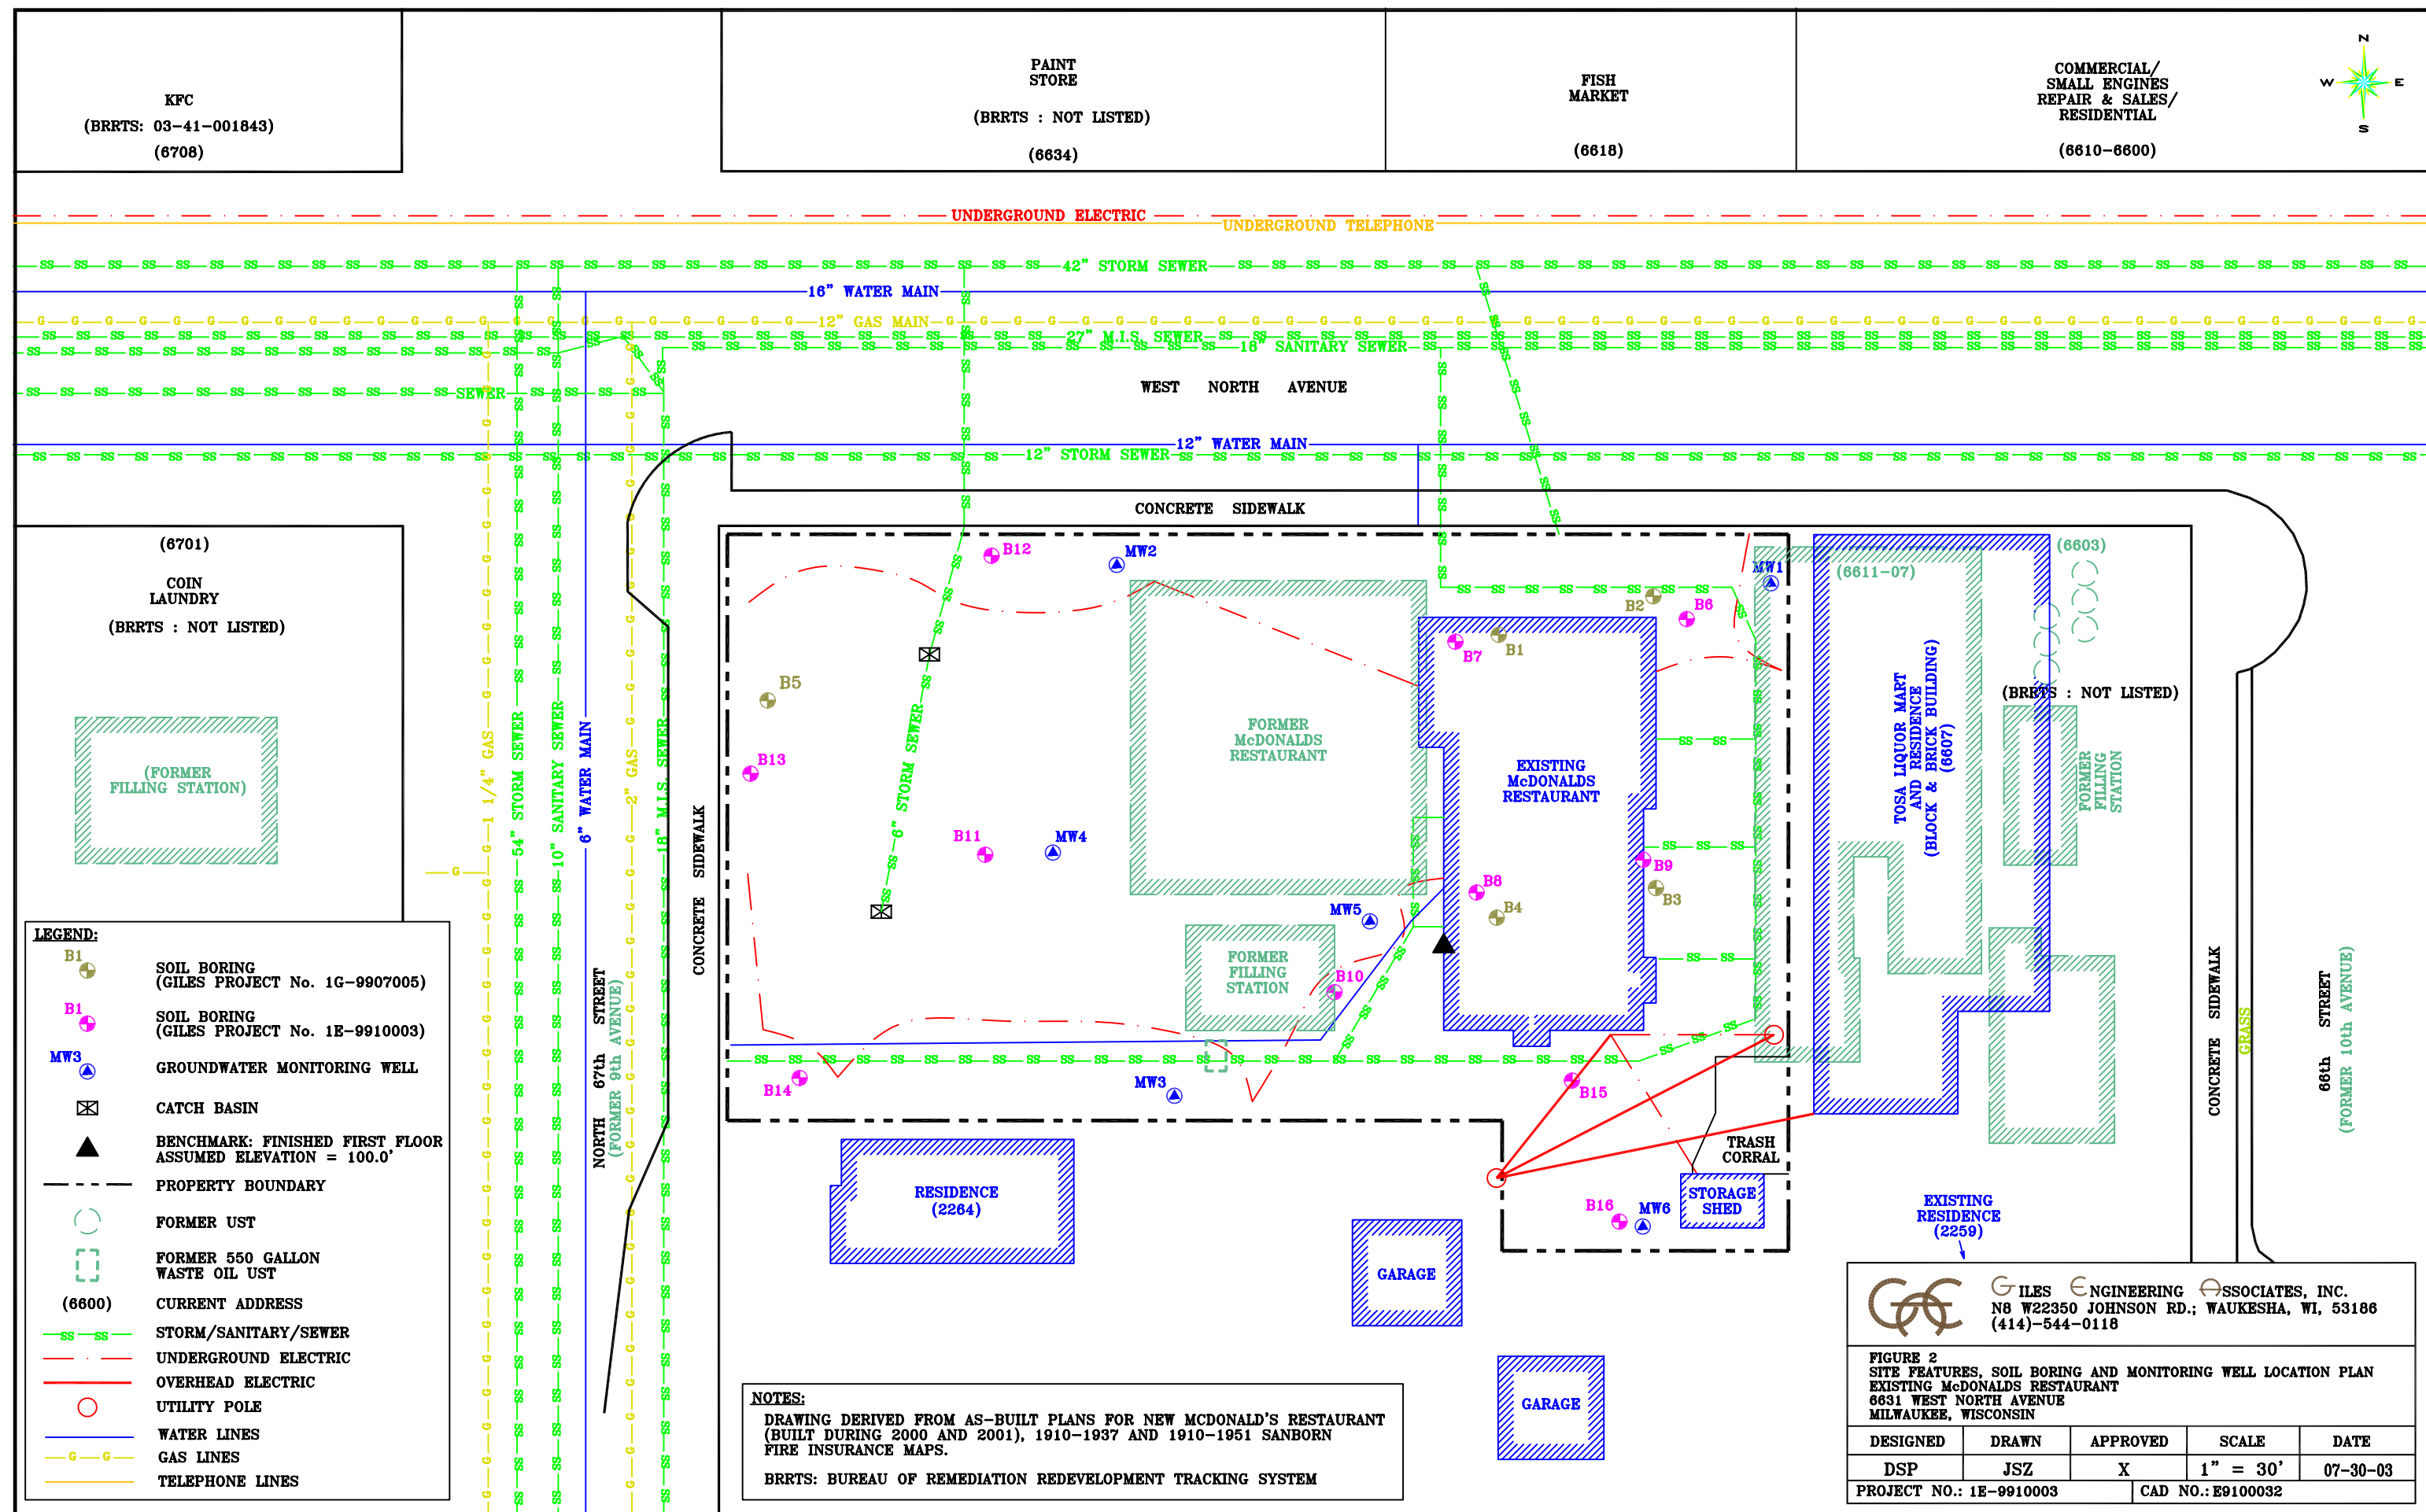 KFC
(BRRTS: 03-41-001843)
(6708)
PAINT
STORE
(BRRTS : NOT LISTED)
(6634)
FISH
MARKET
(6618)
COMMERCIAL/
SMALL ENGINES
REPAIR & SALES/
RESIDENTIAL
(6610-6600)
N
W E
S
UNDERGROUND ELECTRIC
UNDERGROUND TELEPHONE
42" STORM SEWER
16" WATER MAIN
12" GAS MAIN
27" M.I.S. SEWER
18" SANITARY SEWER
SEWER
WEST NORTH AVENUE
12" WATER MAIN
12" STORM SEWER
CONCRETE SIDEWALK
(6701)
COIN
LAUNDRY
(BRRTS : NOT LISTED)
(FORMER
FILLING STATION)
1 1/4" GAS
54" STORM SEWER
10" SANITARY SEWER
6" WATER MAIN
2" GAS
18" M.I.S. SEWER
CONCRETE SIDEWALK
NORTH 67th STREET
(FORMER 9th AVENUE)
B12
MW2
B5
B13
6" STORM SEWER
B11
MW4
FORMER
McDONALDS
RESTAURANT
B7
B1
B2
B6
MW1
EXISTING
McDONALDS
RESTAURANT
B9
B3
B8
B4
MW5
FORMER
FILLING
STATION
B10
B14
MW3
B15
(6611-07)
(6603)
TOSA LIQUOR MART
AND RESIDENCE
(BLOCK & BRICK BUILDING)
(6607)
(BRRTS : NOT LISTED)
FORMER
FILLING
STATION
CONCRETE SIDEWALK
GRASS
66th STREET
(FORMER 10th AVENUE)
TRASH
CORRAL
STORAGE
SHED
B16
MW6
RESIDENCE
(2264)
GARAGE
GARAGE
EXISTING
RESIDENCE
(2259)
LEGEND:
B1
SOIL BORING
(GILES PROJECT No. 1G-9907005)
B1
SOIL BORING
(GILES PROJECT No. 1E-9910003)
MW3
GROUNDWATER MONITORING WELL
CATCH BASIN
BENCHMARK: FINISHED FIRST FLOOR
ASSUMED ELEVATION = 100.0'
PROPERTY BOUNDARY
FORMER UST
FORMER 550 GALLON
WASTE OIL UST
(6600) CURRENT ADDRESS
SS SS STORM/SANITARY/SEWER
UNDERGROUND ELECTRIC
OVERHEAD ELECTRIC
UTILITY POLE
WATER LINES
G G GAS LINES
TELEPHONE LINES
NOTES:
DRAWING DERIVED FROM AS-BUILT PLANS FOR NEW MCDONALD'S RESTAURANT
(BUILT DURING 2000 AND 2001), 1910-1937 AND 1910-1951 SANBORN
FIRE INSURANCE MAPS.
BRRTS: BUREAU OF REMEDIATION REDEVELOPMENT TRACKING SYSTEM
GILES ENGINEERING ASSOCIATES, INC.
N8 W22350 JOHNSON RD.; WAUKESHA, WI, 53186
(414)-544-0118
FIGURE 2
SITE FEATURES, SOIL BORING AND MONITORING WELL LOCATION PLAN
EXISTING McDONALDS RESTAURANT
6631 WEST NORTH AVENUE
MILWAUKEE, WISCONSIN
DESIGNED DRAWN APPROVED SCALE DATE
DSP JSZ X 1" = 30' 07-30-03
PROJECT NO.: 1E-9910003 CAD NO.: E9100032